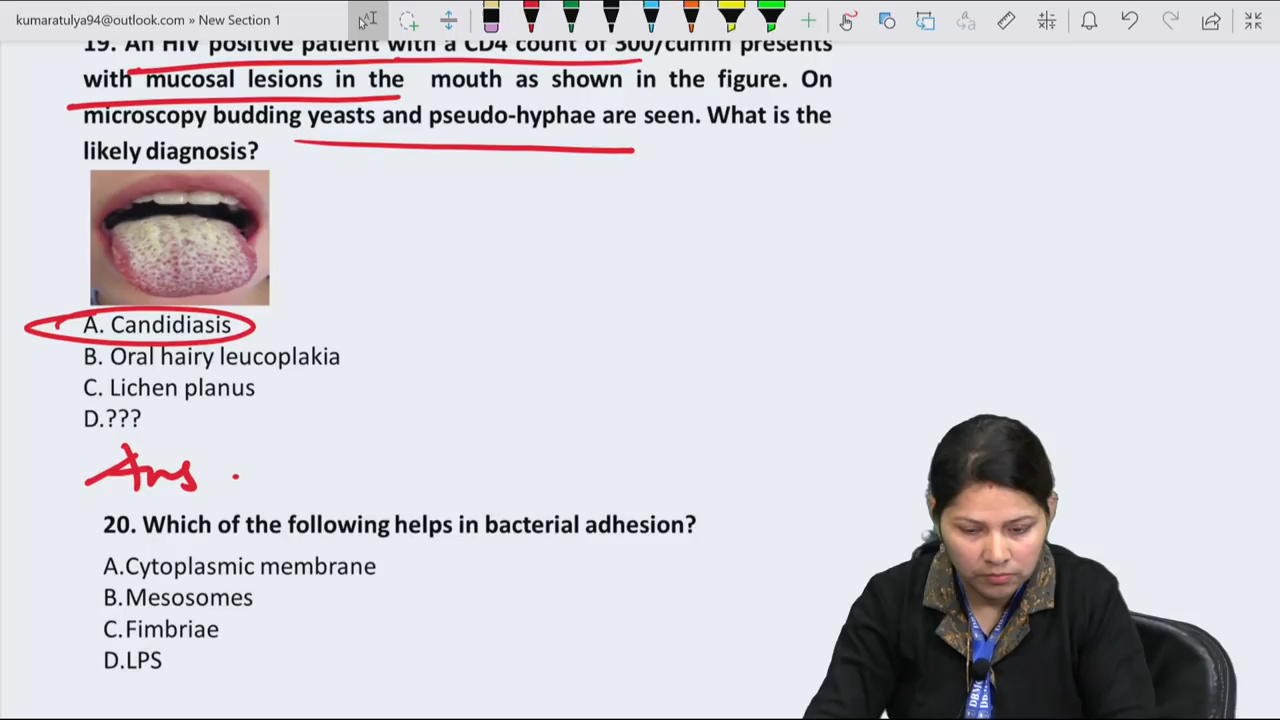 kumaratulya94@outlook.com » New Section 1
19. An HIV positive patient with a CD4 count of 300/cumm presents
with mucosal lesions in the mouth as shown in the figure. On
microscopy budding yeasts and pseudo-hyphae are seen. What is the
likely diagnosis?
A. Candidiasis
B. Oral hairy leucoplakia
C. Lichen planus
D.???
Ans .
20. Which of the following helps in bacterial adhesion?
A.Cytoplasmic membrane
B.Mesosomes
C.Fimbriae
D.LPS